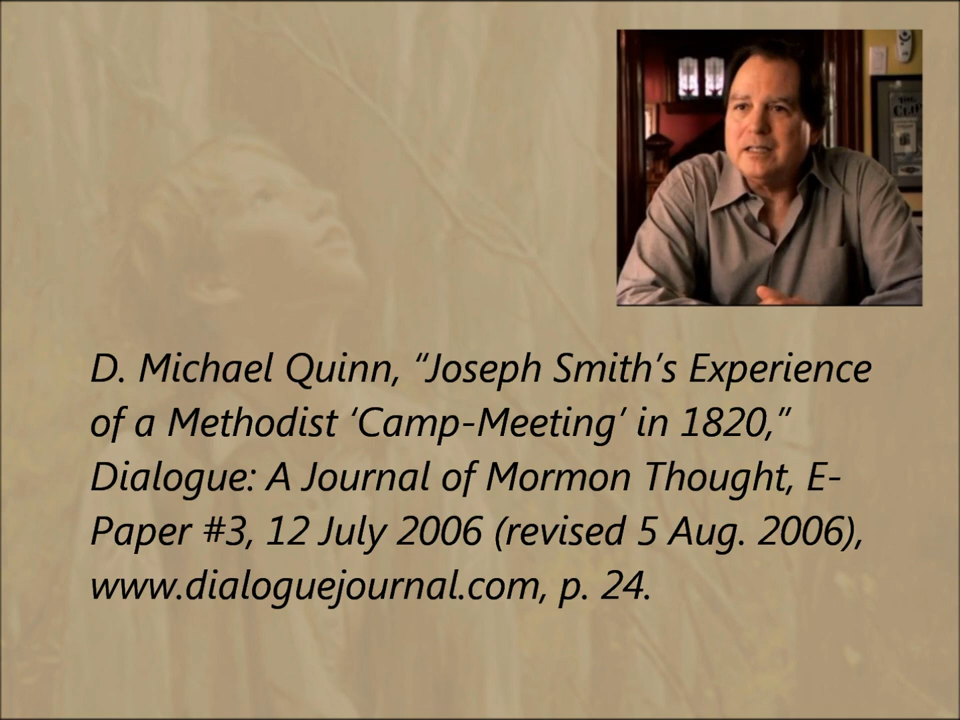 D. Michael Quinn, “Joseph Smith’s Experience
of a Methodist ‘Camp-Meeting’ in 1820,”
Dialogue: A Journal of Mormon Thought, E-
Paper #3, 12 July 2006 (revised 5 Aug. 2006),
www.dialoguejournal.com, p. 24.